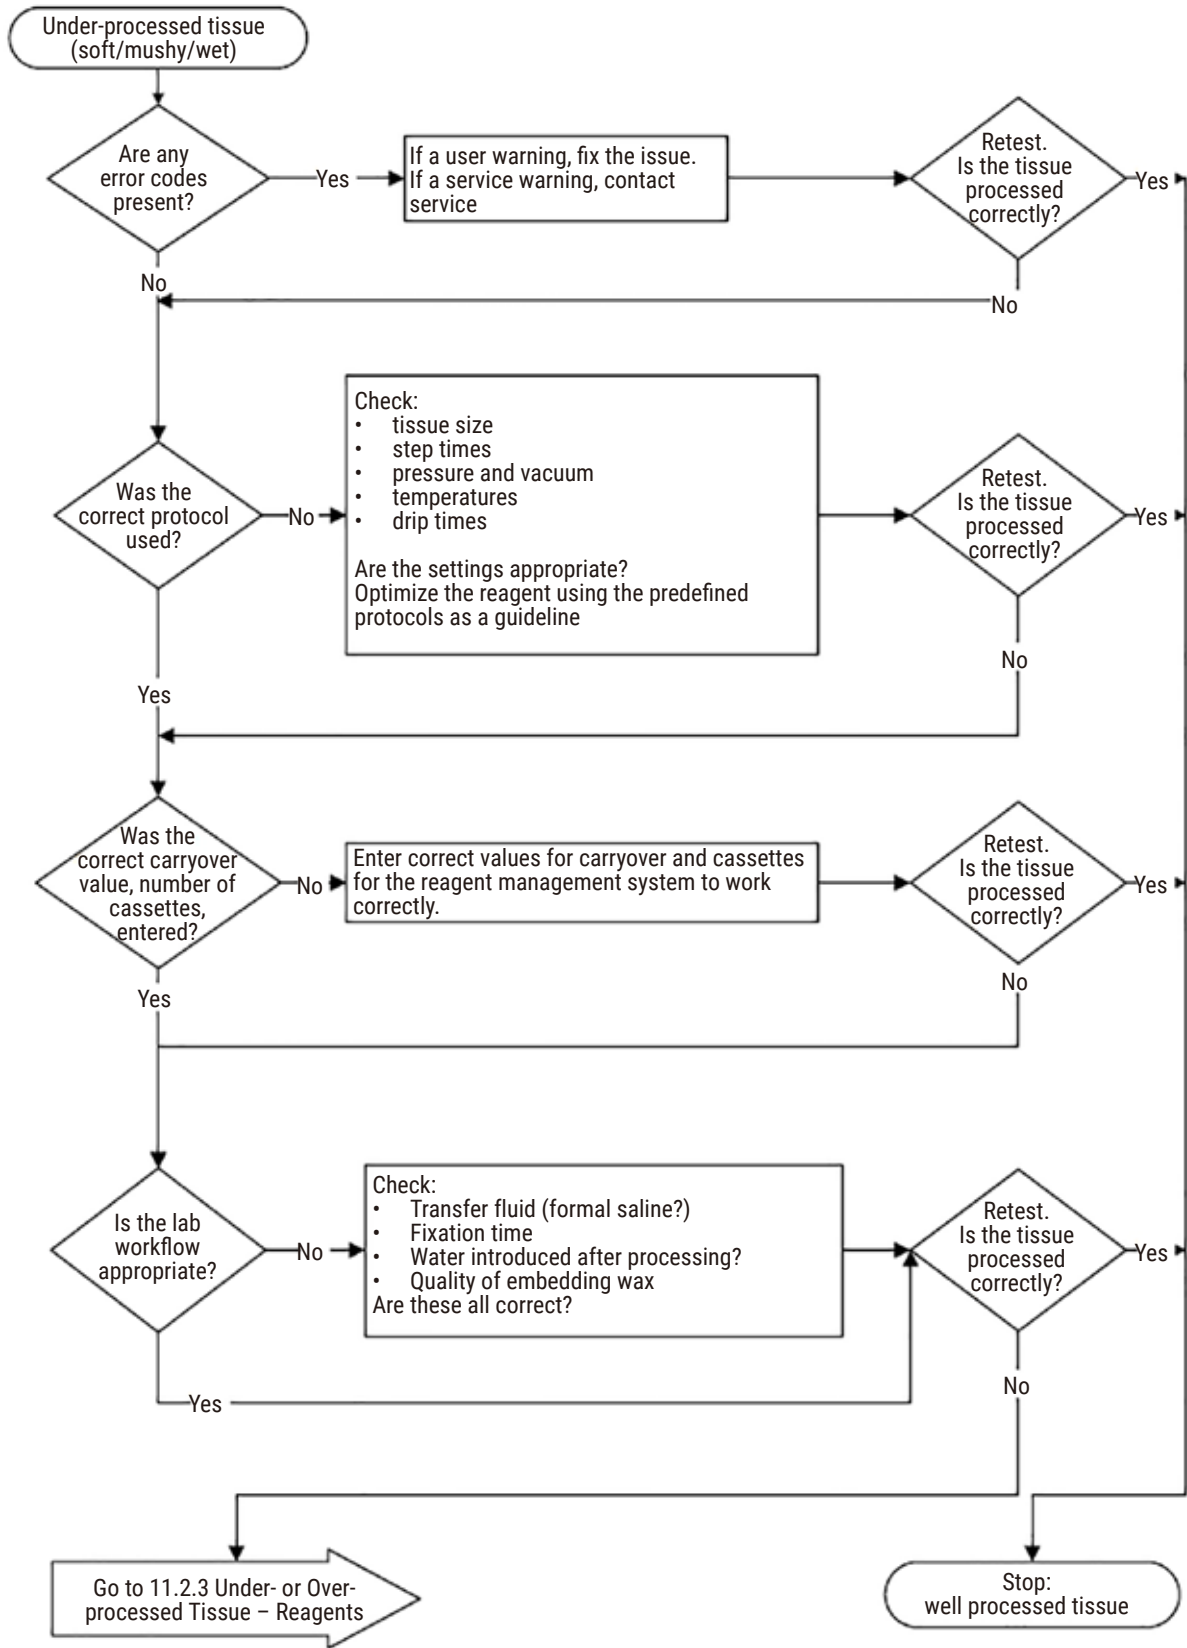 Under-processed tissue
(soft/mushy/wet)
Are any
error codes
present?
Yes
If a user warning, fix the issue.
If a service warning, contact
service
Retest.
Is the tissue
processed
correctly?
Yes
No
No
Was the
correct protocol
used?
No
Check:
• tissue size
• step times
• pressure and vacuum
• temperatures
• drip times
Are the settings appropriate?
Optimize the reagent using the predefined
protocols as a guideline
Retest.
Is the tissue
processed
correctly?
Yes
No
Yes
Was the
correct carryover
value, number of
cassettes,
entered?
No
Enter correct values for carryover and cassettes
for the reagent management system to work
correctly.
Retest.
Is the tissue
processed
correctly?
Yes
No
Yes
Is the lab
workflow
appropriate?
No
Check:
• Transfer fluid (formal saline?)
• Fixation time
• Water introduced after processing?
• Quality of embedding wax
Are these all correct?
Retest.
Is the tissue
processed
correctly?
Yes
No
Yes
Go to 11.2.3 Under- or Over-
processed Tissue – Reagents
Stop:
well processed tissue